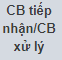 CB tiếp
nhận/CB
xử lý